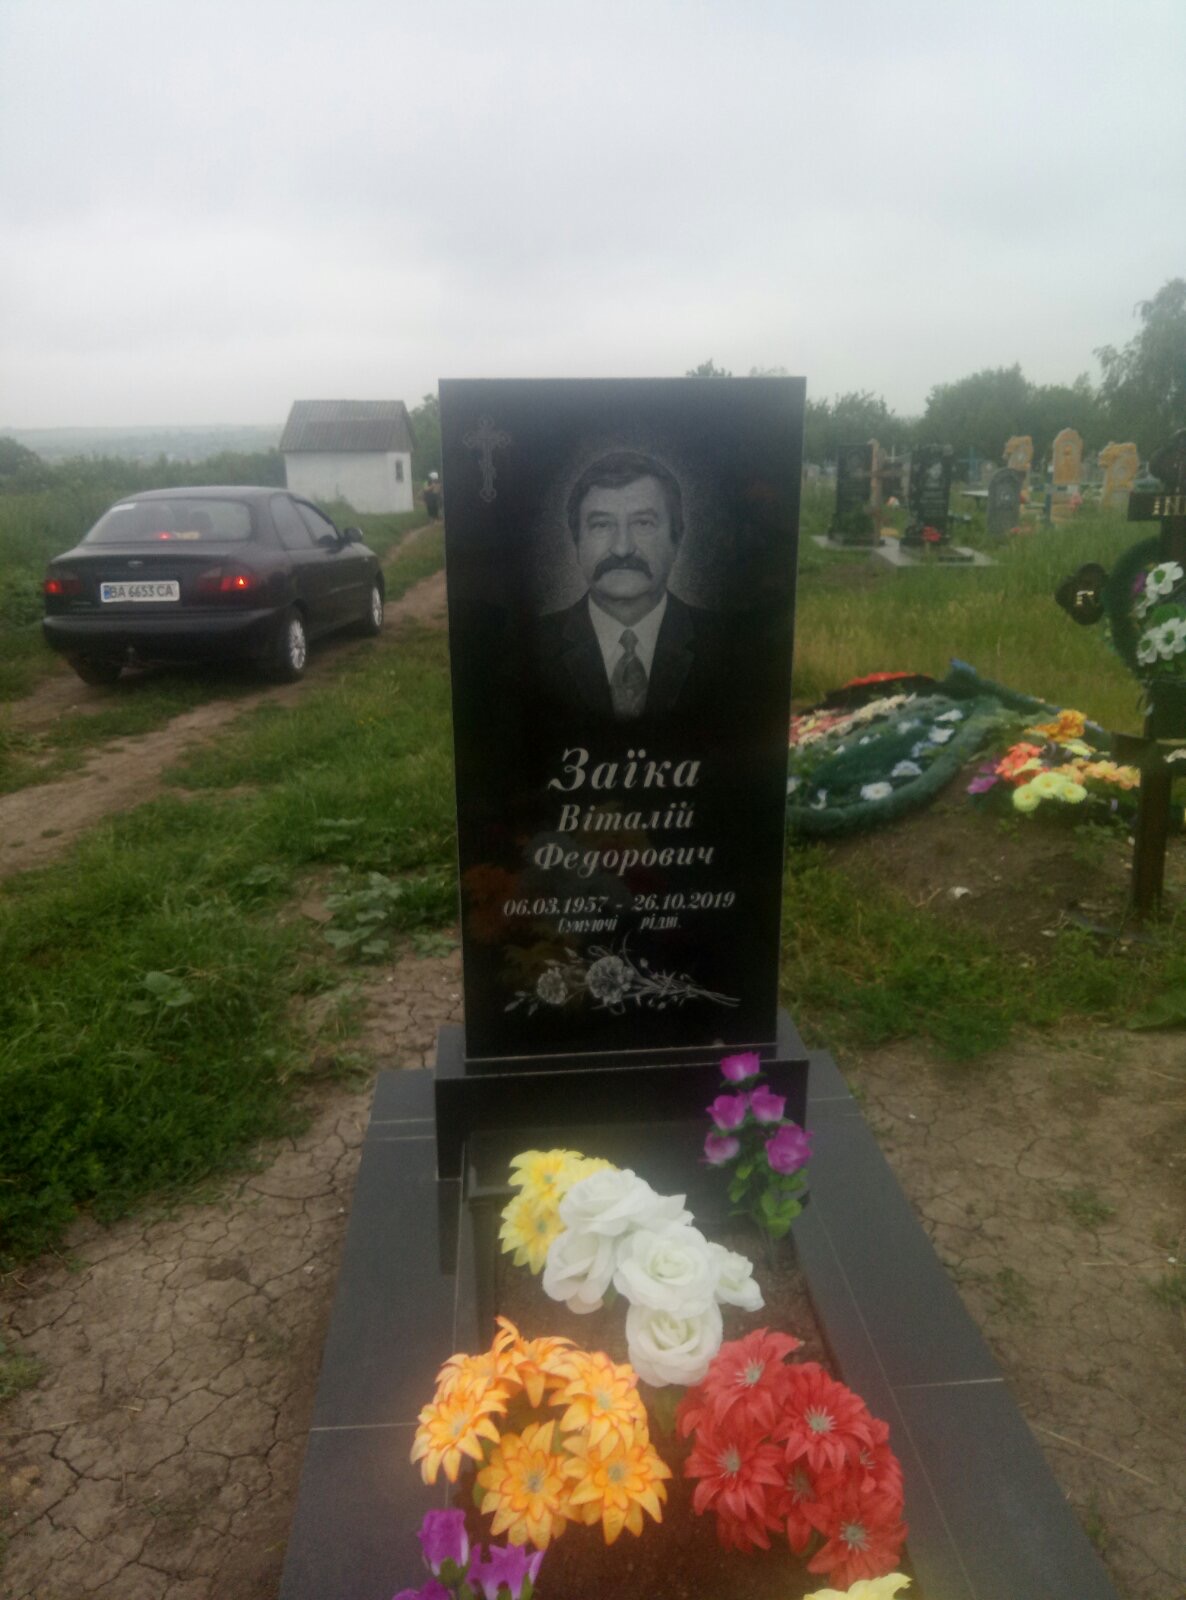 BA 6653 CA
Заїка
Віталій
Федорович
06.03.1957 - 26.10.2019
Сумуючі рідні.